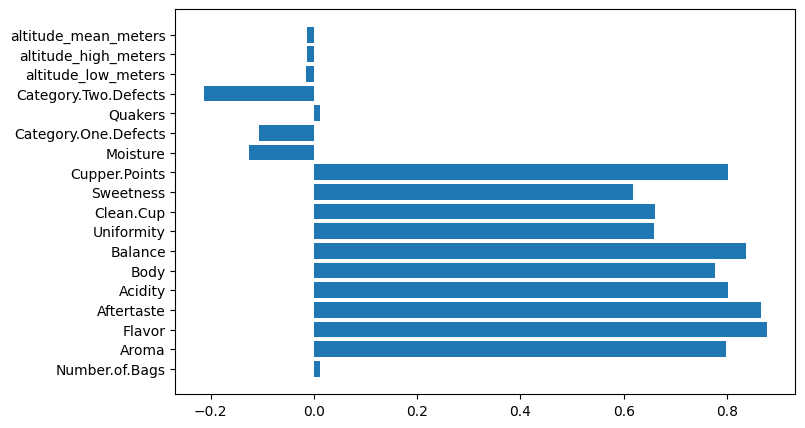 altitude_mean_meters
altitude_high_meters
altitude_low_meters
Category.Two.Defects
Quakers
Category.One.Defects
Moisture
Cupper.Points
Sweetness
Clean.Cup
Uniformity
Balance
Body
Acidity
Aftertaste
Flavor
Aroma
Number.of.Bags
−0.2 0.0 0.2 0.4 0.6 0.8